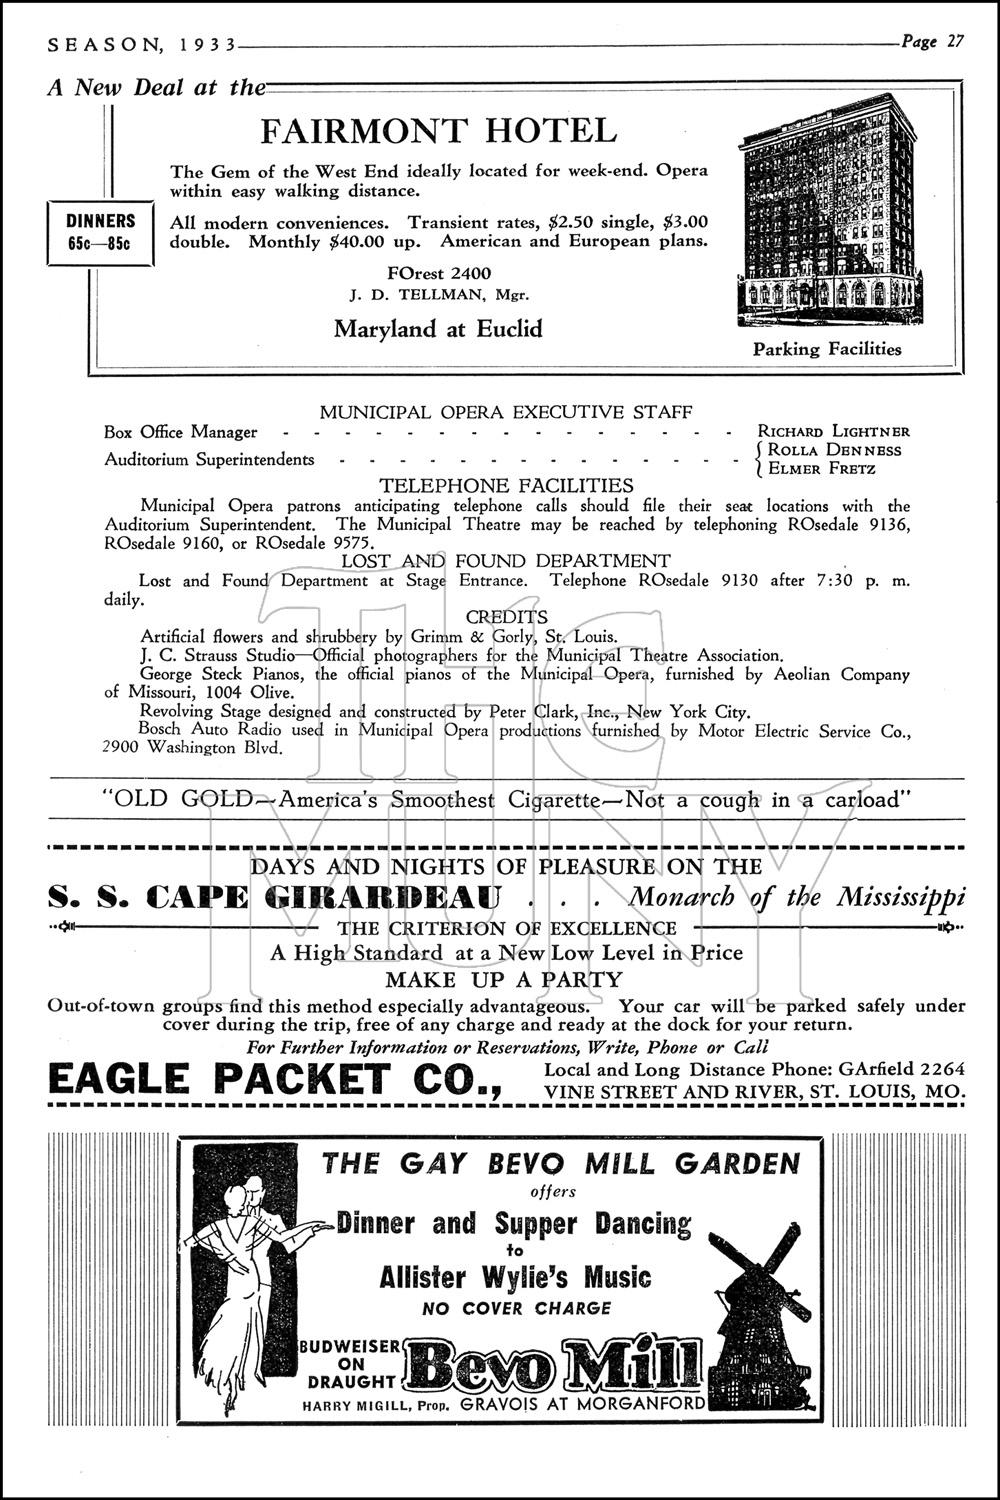 SEASON, 1933
Page 27
A New Deal at the
FAIRMONT HOTEL
The Gem of the West End ideally located for week-end. Opera
within easy walking distance.
DINNERS
65c—85c
All modern conveniences. Transient rates, $2.50 single, $3.00
double. Monthly $40.00 up. American and European plans.
FOrest 2400
J. D. TELLMAN, Mgr.
Maryland at Euclid
Parking Facilities
MUNICIPAL OPERA EXECUTIVE STAFF
Box Office Manager - - - - - - - - - - - - - - - - RICHARD LIGHTNER
Auditorium Superintendents - - - - - - - - - - - - - - { ROLLA DENNESS
ELMER FRETZ
TELEPHONE FACILITIES
Municipal Opera patrons anticipating telephone calls should file their seat locations with the
Auditorium Superintendent. The Municipal Theatre may be reached by telephoning ROsedale 9136,
ROsedale 9160, or ROsedale 9575.
LOST AND FOUND DEPARTMENT
Lost and Found Department at Stage Entrance. Telephone ROsedale 9130 after 7:30 p. m.
daily.
CREDITS
Artificial flowers and shrubbery by Grimm & Gorly, St. Louis.
J. C. Strauss Studio—Official photographers for the Municipal Theatre Association.
George Steck Pianos, the official pianos of the Municipal Opera, furnished by Aeolian Company
of Missouri, 1004 Olive.
Revolving Stage designed and constructed by Peter Clark, Inc., New York City.
Bosch Auto Radio used in Municipal Opera productions furnished by Motor Electric Service Co.,
2900 Washington Blvd.
THE
MUNY
"OLD GOLD—America's Smoothest Cigarette—Not a cough in a carload"
DAYS AND NIGHTS OF PLEASURE ON THE
S. S. CAPE GIRARDEAU . . . Monarch of the Mississippi
THE CRITERION OF EXCELLENCE
A High Standard at a New Low Level in Price
MAKE UP A PARTY
Out-of-town groups find this method especially advantageous. Your car will be parked safely under
cover during the trip, free of any charge and ready at the dock for your return.
For Further Information or Reservations, Write, Phone or Call
EAGLE PACKET CO.,
Local and Long Distance Phone: GArfield 2264
VINE STREET AND RIVER, ST. LOUIS, MO.
THE GAY BEVO MILL GARDEN
offers
Dinner and Supper Dancing
to
Allister Wylie's Music
NO COVER CHARGE
BUDWEISER
ON
DRAUGHT
Bevo Mill
HARRY MIGILL, Prop. GRAVOIS AT MORGANFORD